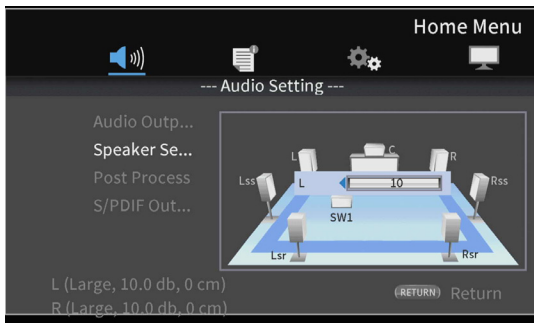 Home Menu
--- Audio Setting ---
Audio Outp...
Speaker Se...
Post Process
S/PDIF Out...
L C R
Lss L 10 Rss
SW1
Lsr Rsr
L (Large, 10.0 db, 0 cm)
R (Large, 10.0 db, 0 cm)
RETURN Return